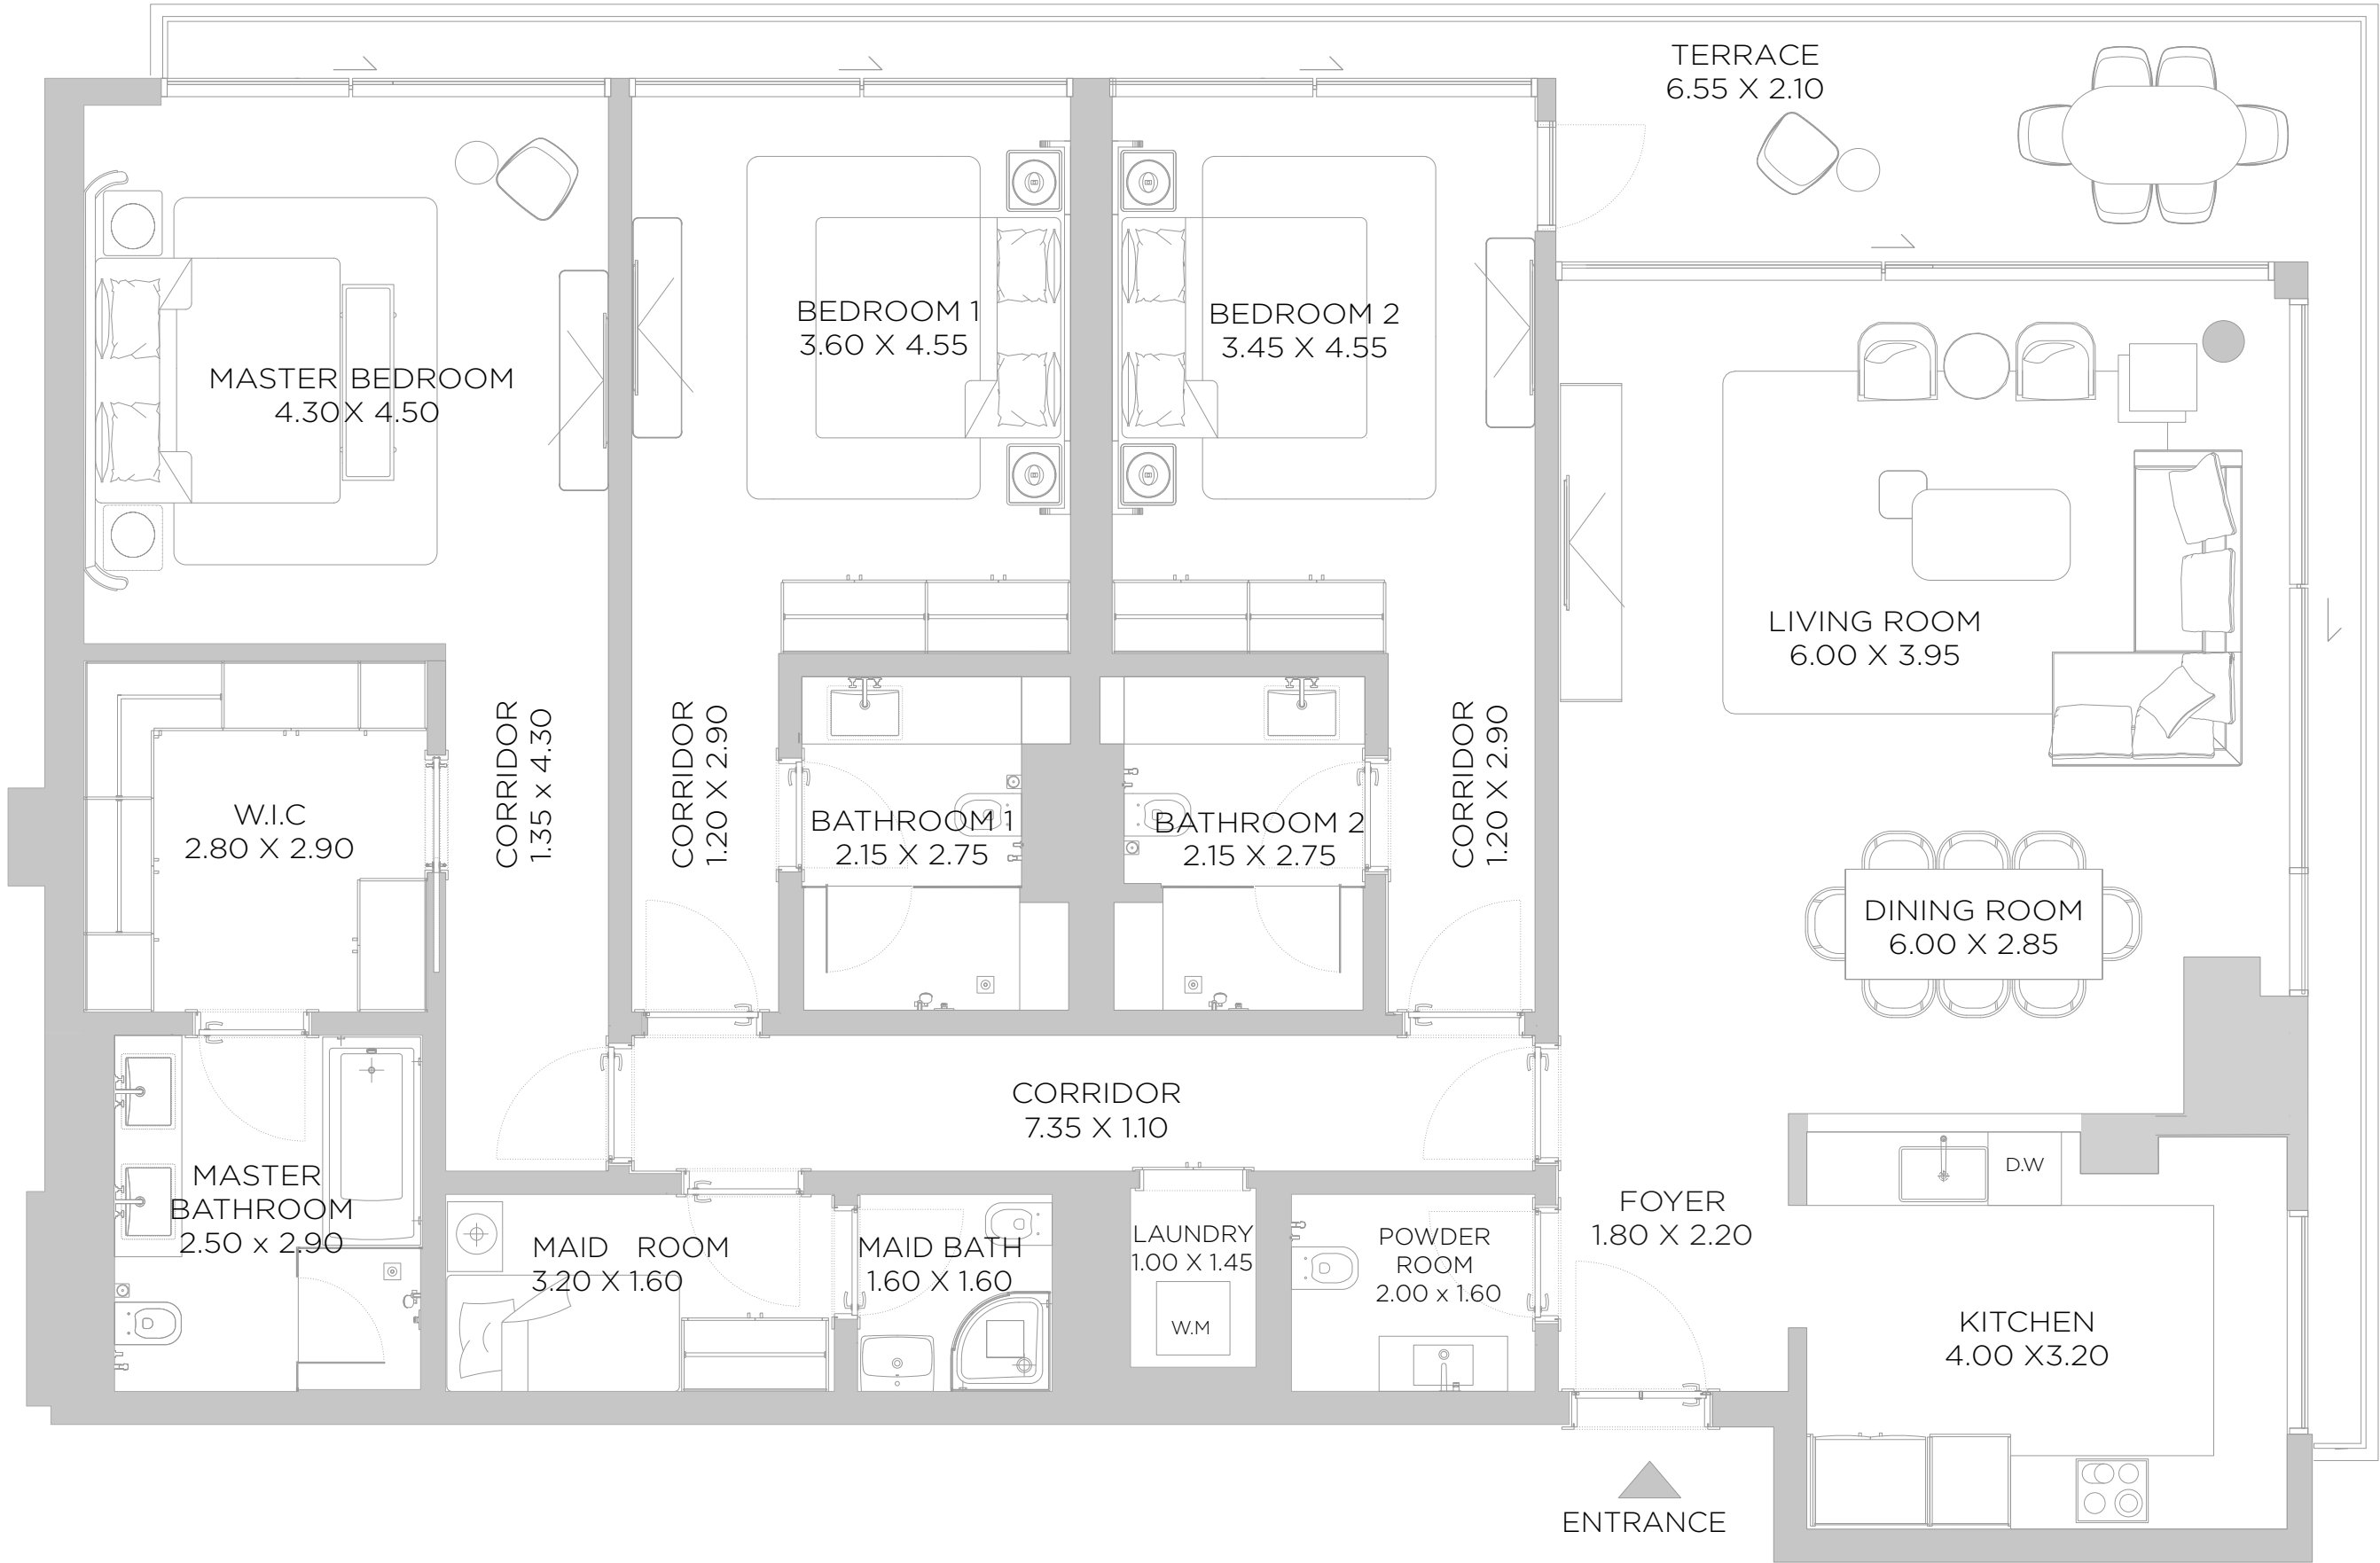 TERRACE
6.55 X 2.10
BEDROOM 1
3.60 X 4.55
BEDROOM 2
3.45 X 4.55
MASTER BEDROOM
4.30 X 4.50
LIVING ROOM
6.00 X 3.95
CORRIDOR
1.35 x 4.30
CORRIDOR
1.20 X 2.90
CORRIDOR
1.20 X 2.90
W.I.C
2.80 X 2.90
BATHROOM 1
2.15 X 2.75
BATHROOM 2
2.15 X 2.75
DINING ROOM
6.00 X 2.85
CORRIDOR
7.35 X 1.10
MASTER
BATHROOM
2.50 x 2.90
D.W
FOYER
1.80 X 2.20
MAID ROOM
3.20 X 1.60
MAID BATH
1.60 X 1.60
LAUNDRY
1.00 X 1.45
W.M
POWDER
ROOM
2.00 x 1.60
KITCHEN
4.00 X3.20
ENTRANCE